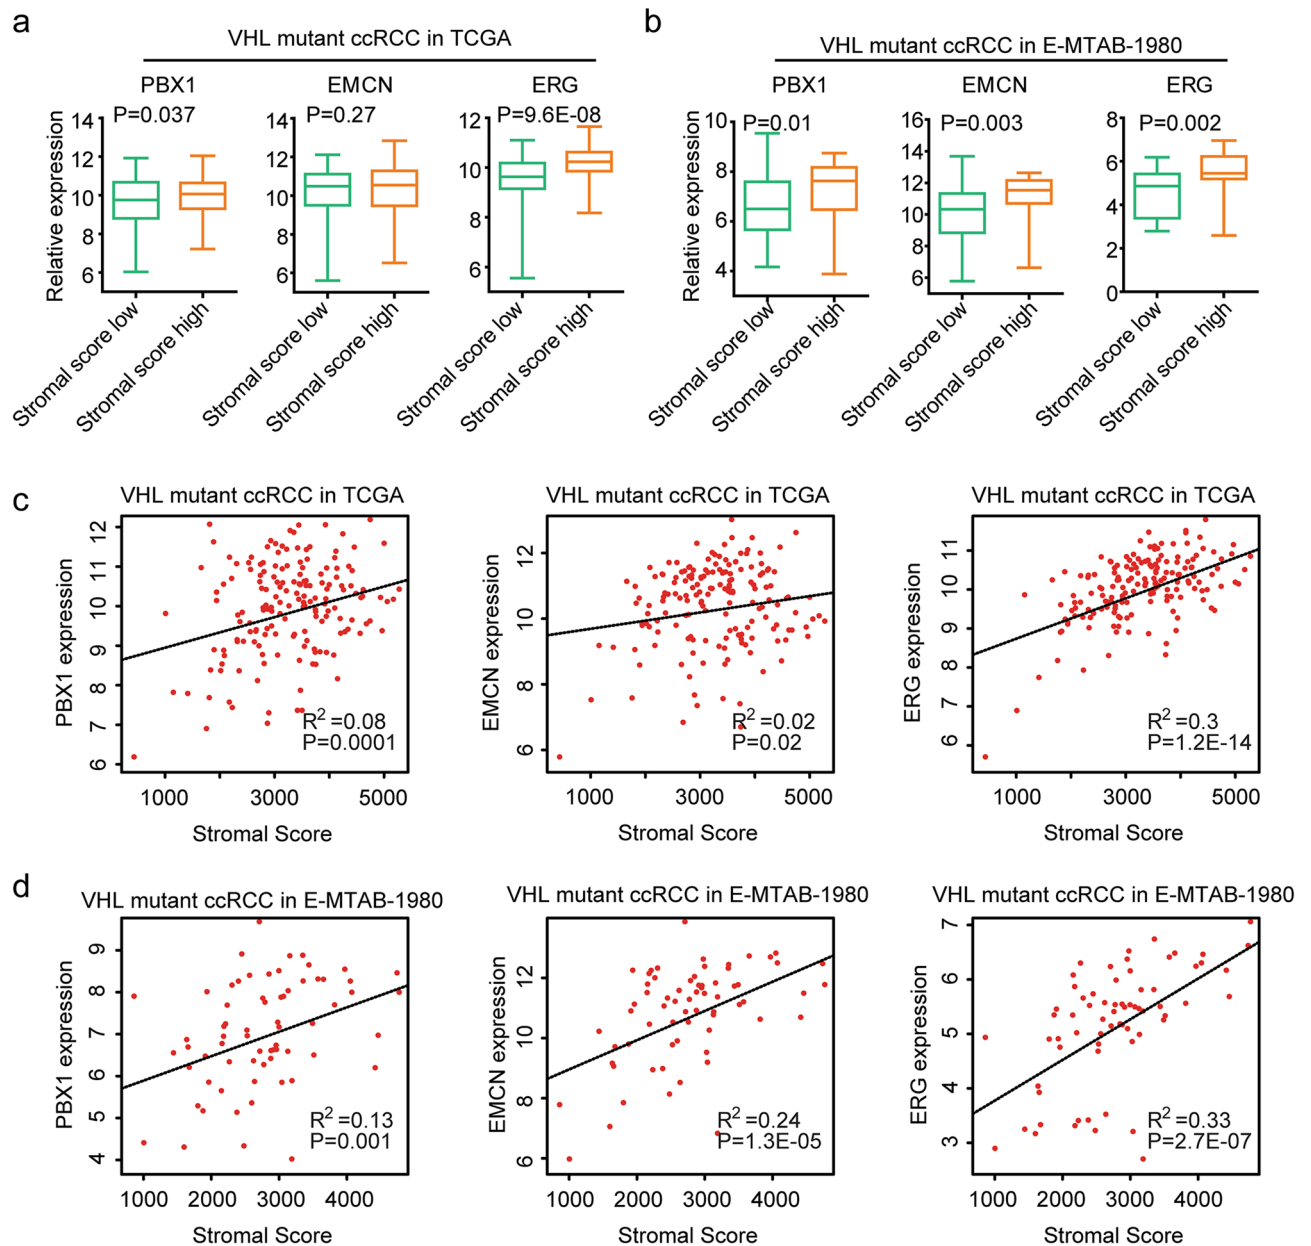 a
VHL mutant ccRCC in TCGA
PBX1
EMCN
ERG
P=0.037
P=0.27
P=9.6E-08
Relative expression
14
12
10
8
6
14
12
10
8
6
12
10
8
6
Stromal score low
Stromal score high
Stromal score low
Stromal score high
Stromal score low
Stromal score high
b
VHL mutant ccRCC in E-MTAB-1980
PBX1
EMCN
ERG
P=0.01
P=0.003
P=0.002
Relative expression
10
8
6
4
16
14
12
10
8
6
8
6
4
2
0
Stromal score low
Stromal score high
Stromal score low
Stromal score high
Stromal score low
Stromal score high
c
VHL mutant ccRCC in TCGA
PBX1 expression
12
11
10
9
8
7
6
R2 =0.08
P=0.0001
1000 3000 5000
Stromal Score
VHL mutant ccRCC in TCGA
EMCN expression
12
10
8
6
R2 =0.02
P=0.02
1000 3000 5000
Stromal Score
VHL mutant ccRCC in TCGA
ERG expression
11
10
9
8
7
6
R2 =0.3
P=1.2E-14
1000 3000 5000
Stromal Score
d
VHL mutant ccRCC in E-MTAB-1980
PBX1 expression
9
8
7
6
5
4
R2 =0.13
P=0.001
1000 2000 3000 4000
Stromal Score
VHL mutant ccRCC in E-MTAB-1980
EMCN expression
12
10
8
6
R2 =0.24
P=1.3E-05
1000 2000 3000 4000
Stromal Score
VHL mutant ccRCC in E-MTAB-1980
ERG expression
7
6
5
4
3
R2 =0.33
P=2.7E-07
1000 2000 3000 4000
Stromal Score